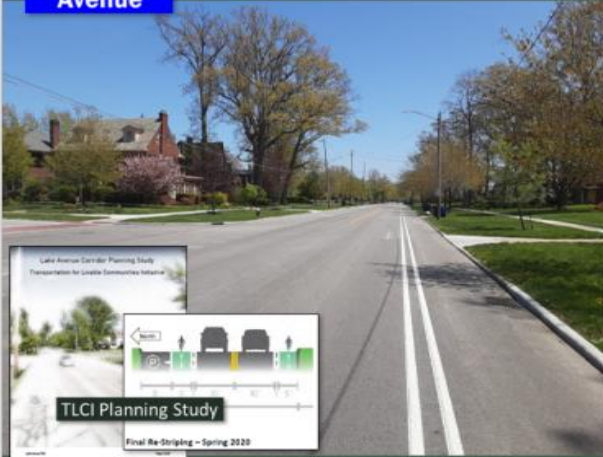 Avenue
Lake Avenue Corridor Planning Study
Transportation for Livable Communities Initiative
North
P
TLCI Planning Study
Final Re-Striping – Spring 2020